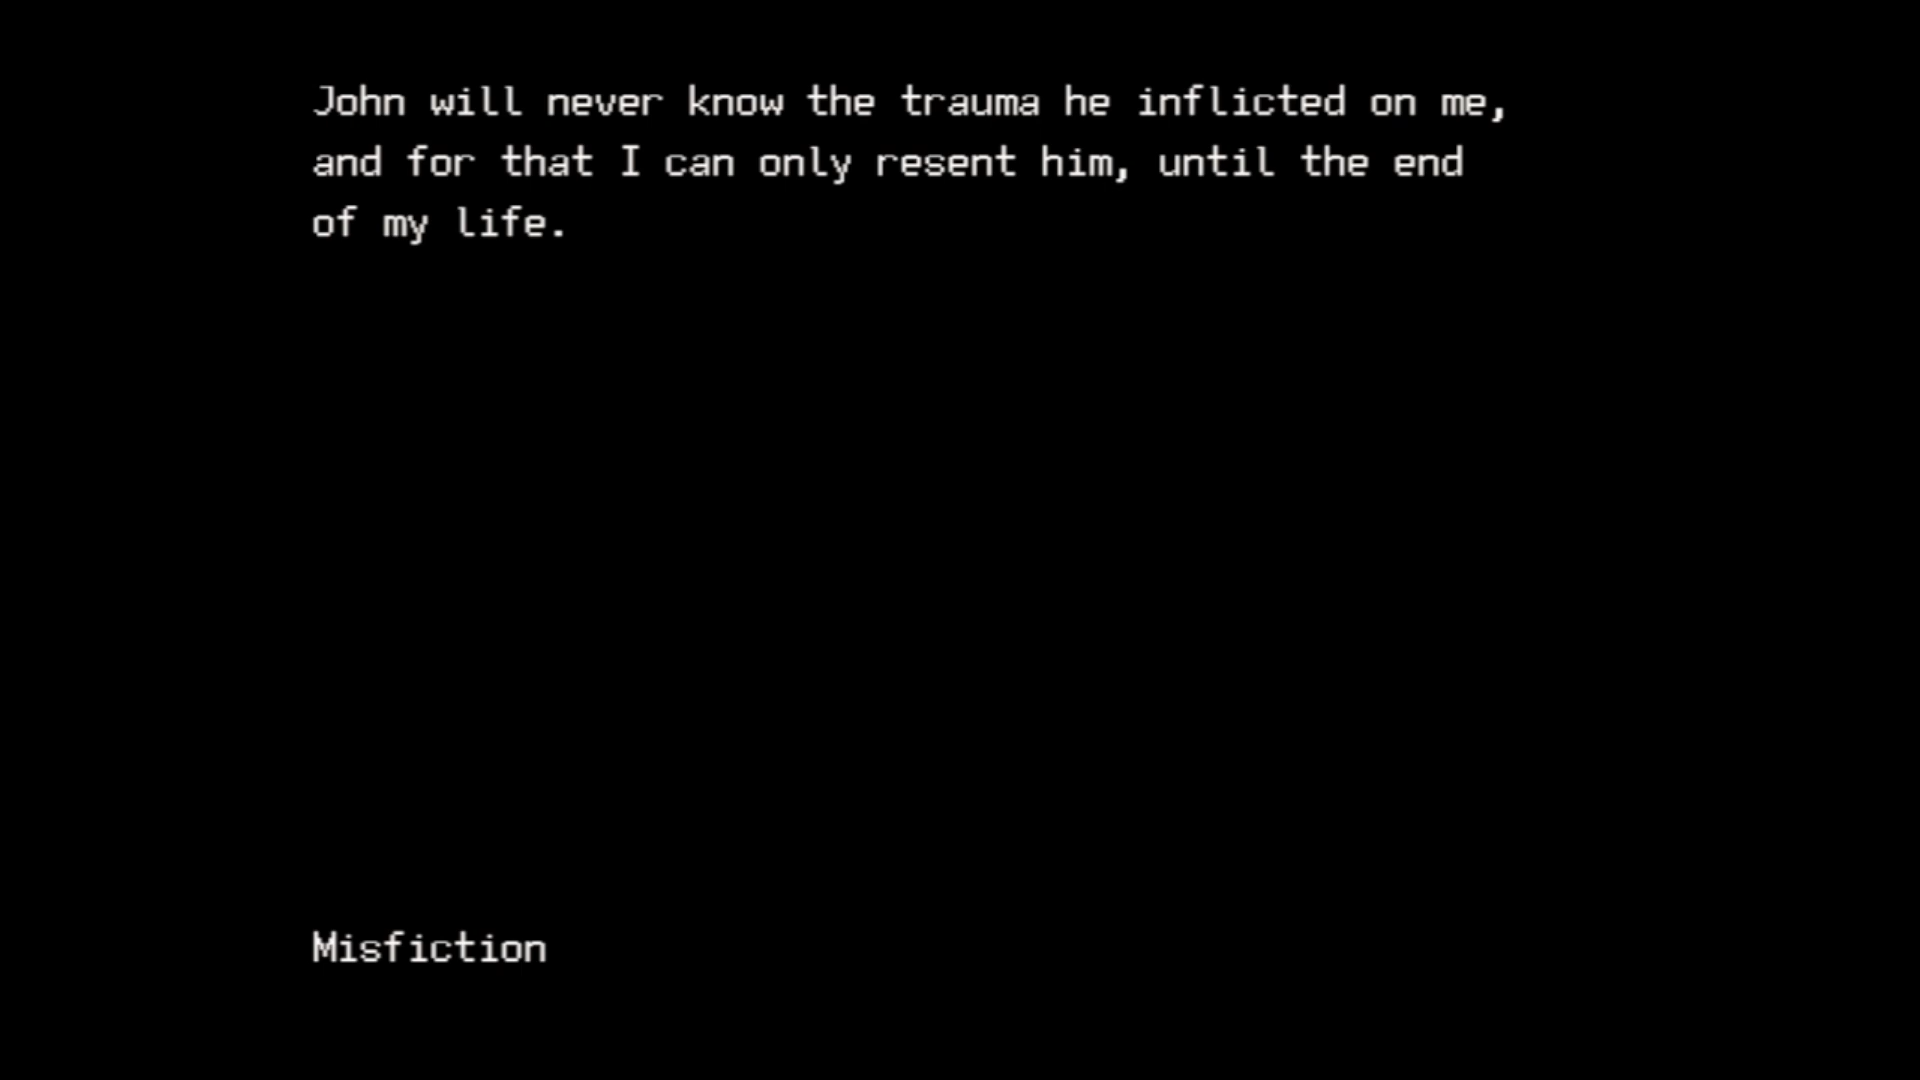 John will never know the trauma he inflicted on me,
and for that I can only resent him, until the end
of my life.
Misfiction